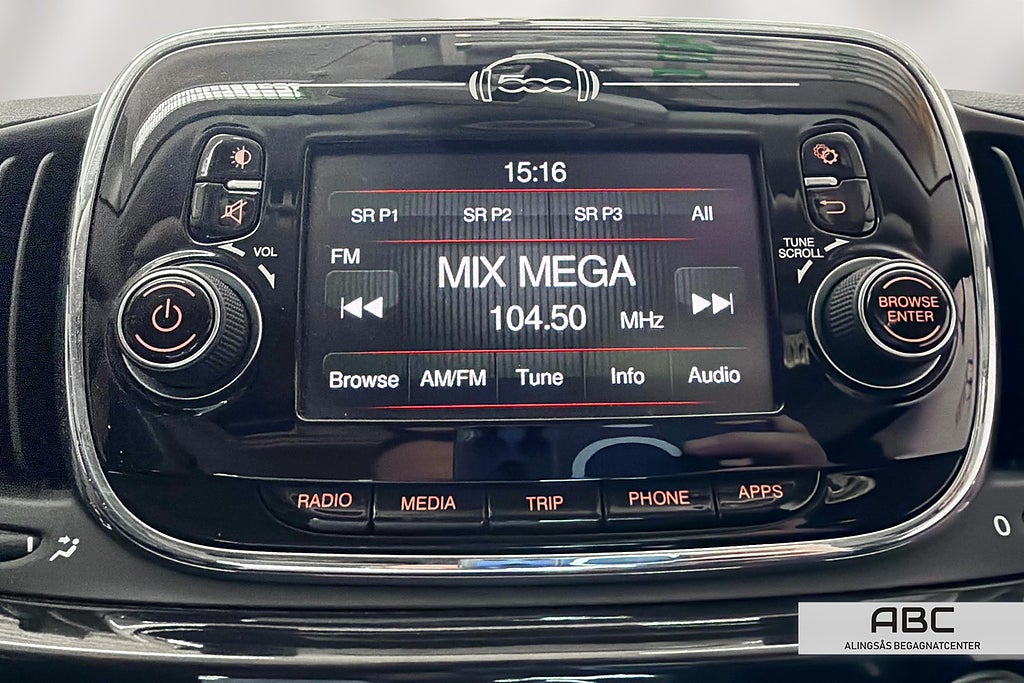 500
15:16
SR P1 SR P2 SR P3 All
VOL
TUNE
SCROLL
FM
MIX MEGA
104.50 MHz
BROWSE
ENTER
Browse AM/FM Tune Info Audio
RADIO MEDIA TRIP PHONE APPS
0
ABC
ALINGSÅS BEGAGNATCENTER